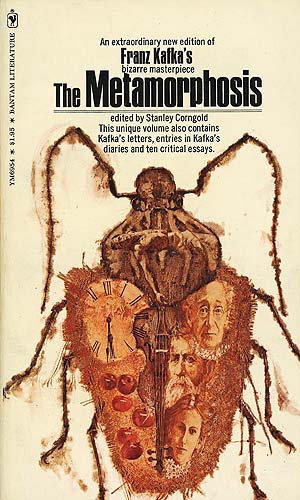 An extraordinary new edition of
Franz Kafka's
bizarre masterpiece
The Metamorphosis
edited by Stanley Corngold
This unique volume also contains
Kafka's letters, entries in Kafka's
diaries and ten critical essays.
YM6954 * $1.95 * BANTAM LITERATURE